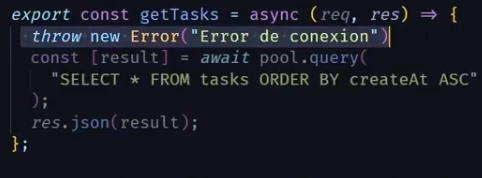 export const getTasks = async (req, res) => {
throw new Error("Error de conexion")
const [result] = await pool.query(
"SELECT * FROM tasks ORDER BY createAt ASC"
);
res.json(result);
};